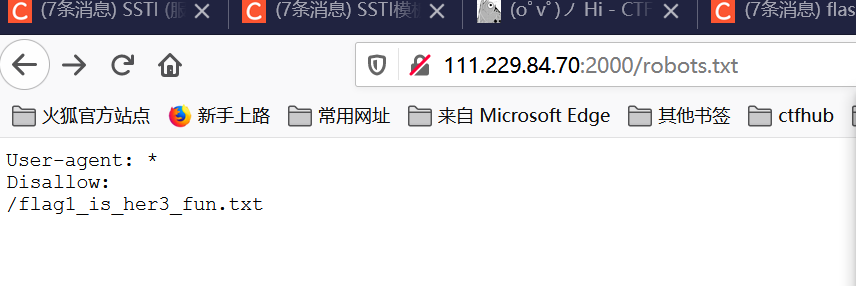 (7条消息) SSTI (服
(7条消息) SSTI模板
(o゚v゚)ノ Hi - CTF
(7条消息) flas
111.229.84.70:2000/robots.txt
火狐官方站点 新手上路 常用网址 来自 Microsoft Edge 其他书签 ctfhub
User-agent: *
Disallow:
/flag1_is_her3_fun.txt